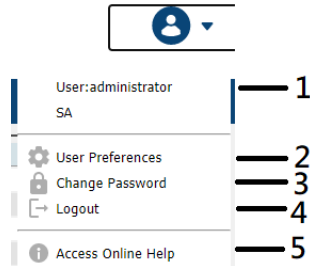 User:administrator 1
SA
User Preferences 2
Change Password 3
Logout 4
Access Online Help 5